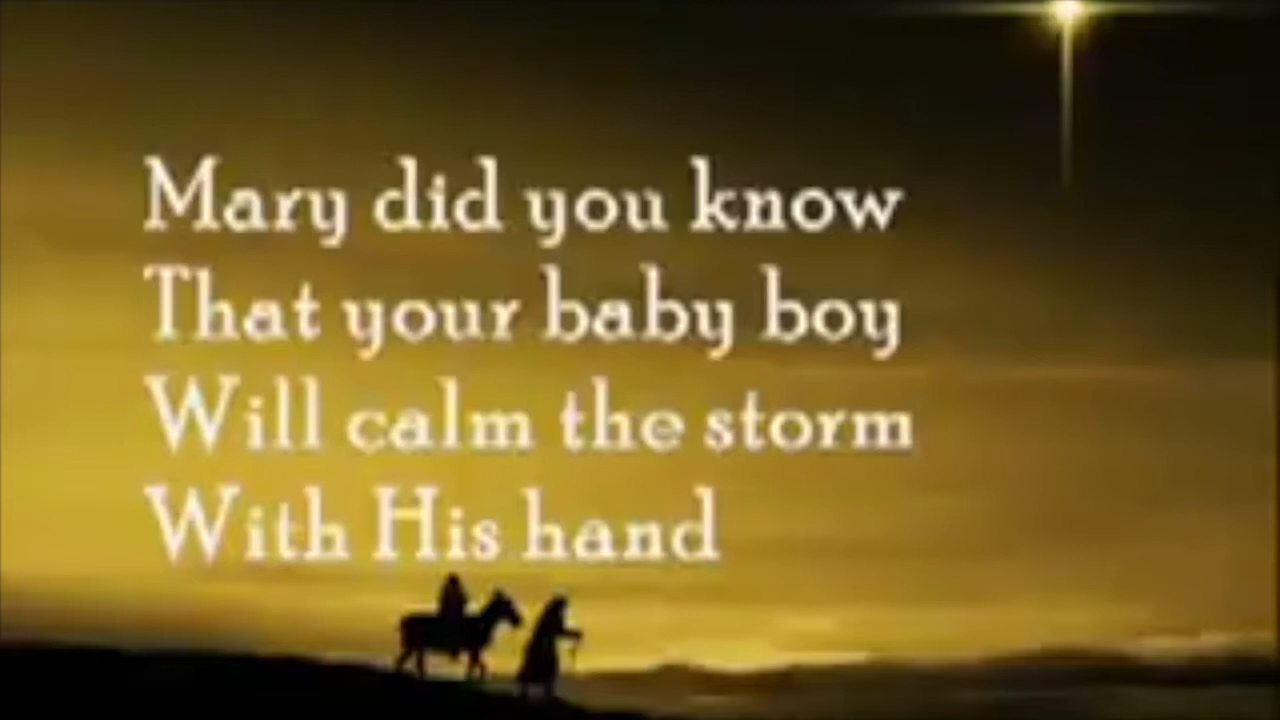 Mary did you know
That your baby boy
Will calm the storm
With His hand